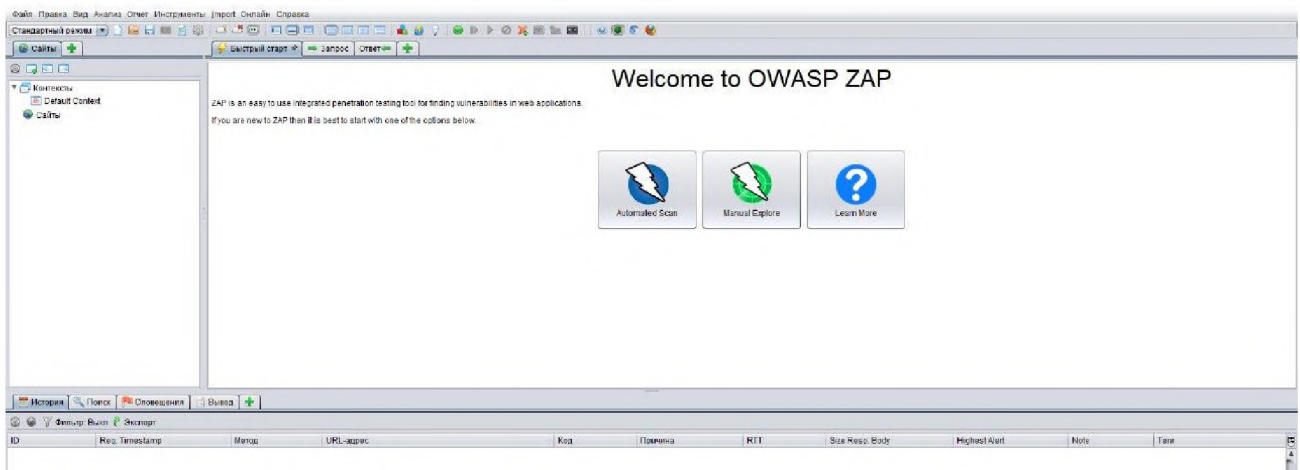 Файл Правка Вид Анализ Отчет Инструменты Import Онлайн Справка
Стандартный режим
Сайты
Быстрый старт
Запрос
Ответ
Контексты
Default Context
Сайты
Welcome to OWASP ZAP
ZAP is an easy to use integrated penetration testing tool for finding vulnerabilities in web applications.
If you are new to ZAP then it is best to start with one of the options below.
Automated Scan
Manual Explore
Learn More
История
Поиск
Оповещения
Вывод
Фильтр: Выкл
Экспорт
ID
Req. Timestamp
Метод
URL-адрес
Код
Причина
RTT
Size Resp. Body
Highest Alert
Note
Теги